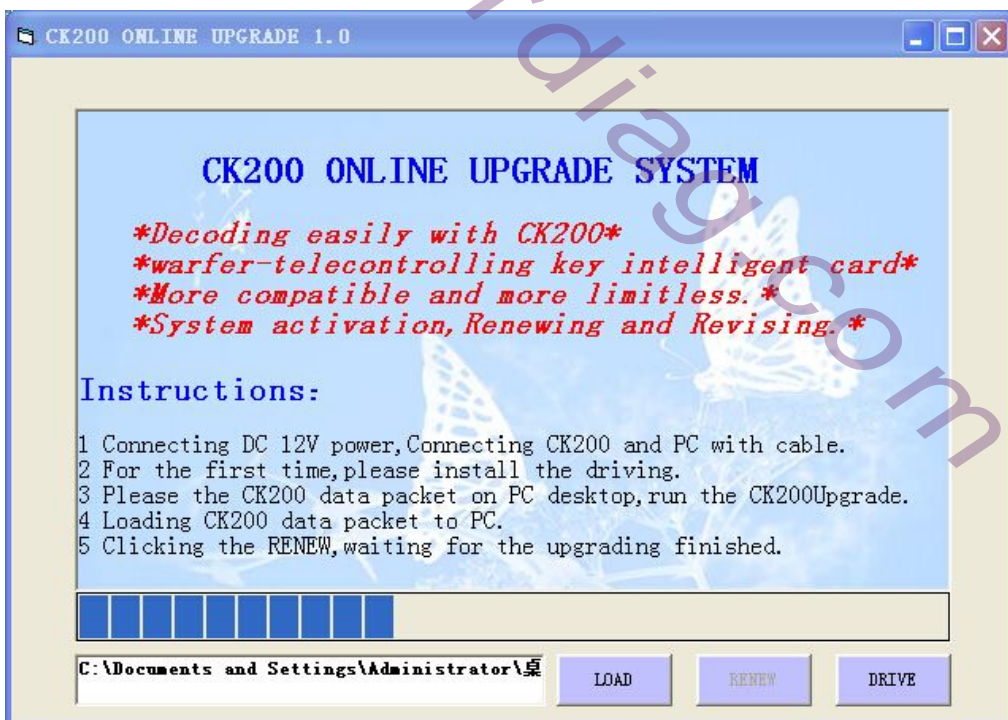 CK200 ONLINE UPGRADE 1.0
CK200 ONLINE UPGRADE SYSTEM
*Decoding easily with CK200*
*warfer-telecontrolling key intelligent card*
*More compatible and more limitless.*
*System activation,Renewing and Revising.*
Instructions:
1 Connecting DC 12V power,Connecting CK200 and PC with cable.
2 For the first time,please install the driving.
3 Please the CK200 data packet on PC desktop,run the CK200Upgrade.
4 Loading CK200 data packet to PC.
5 Clicking the RENEW,waiting for the upgrading finished.
C:\Documents and Settings\Administrator\桌
LOAD
RENEW
DRIVE
diag.com